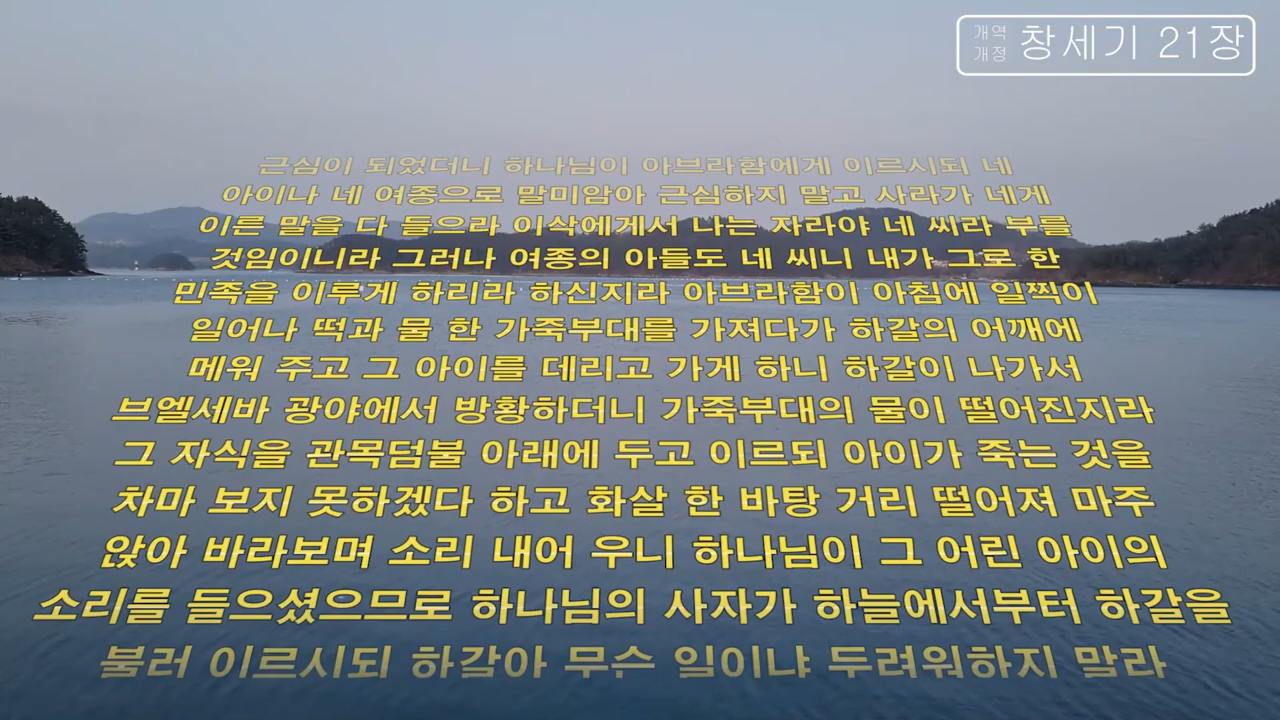 개역
개정
창세기 21장
근심이 되었더니 하나님이 아브라함에게 이르시되 네
아이나 네 여종으로 말미암아 근심하지 말고 사라가 네게
이른 말을 다 들으라 이삭에게서 나는 자라야 네 씨라 부를
것임이니라 그러나 여종의 아들도 네 씨니 내가 그로 한
민족을 이루게 하리라 하신지라 아브라함이 아침에 일찍이
일어나 떡과 물 한 가죽부대를 가져다가 하갈의 어깨에
메워 주고 그 아이를 데리고 가게 하니 하갈이 나가서
브엘세바 광야에서 방황하더니 가죽부대의 물이 떨어진지라
그 자식을 관목덤불 아래에 두고 이르되 아이가 죽는 것을
차마 보지 못하겠다 하고 화살 한 바탕 거리 떨어져 마주
앉아 바라보며 소리 내어 우니 하나님이 그 어린 아이의
소리를 들으셨으므로 하나님의 사자가 하늘에서부터 하갈을
불러 이르시되 하갈아 무슨 일이냐 두려워하지 말라